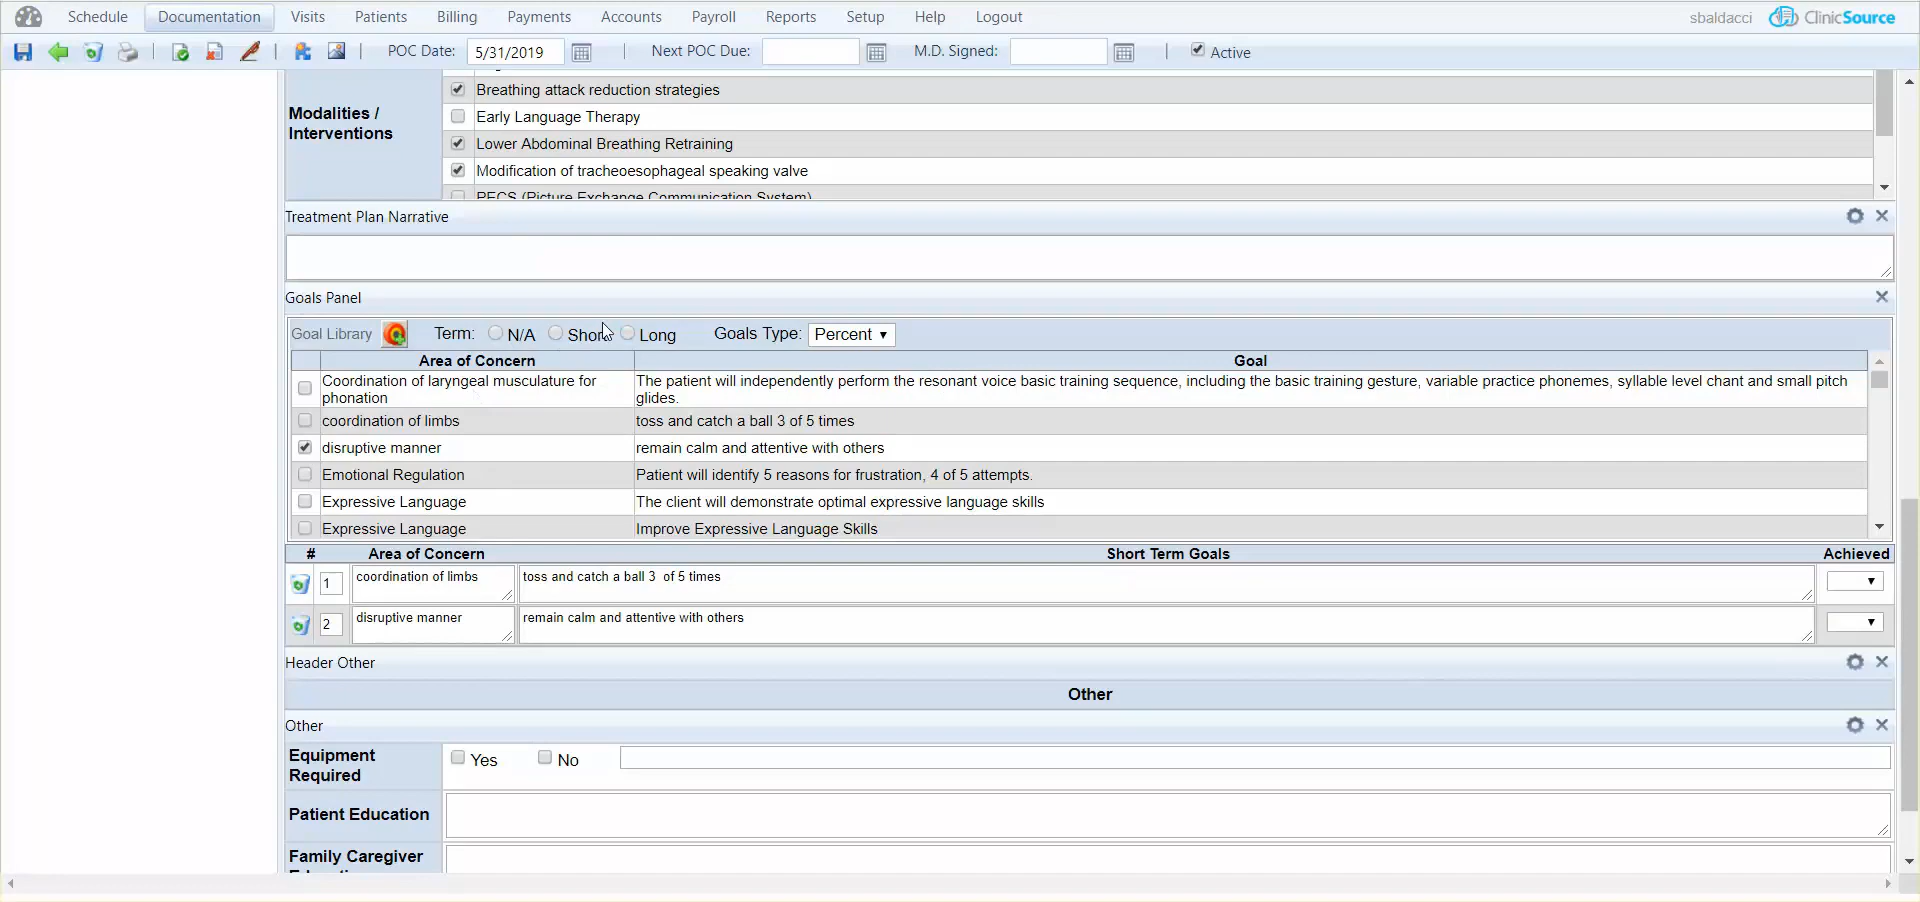 Schedule Documentation Visits Patients Billing Payments Accounts Payroll Reports Setup Help Logout sbaldacci ClinicSource
POC Date: 5/31/2019 Next POC Due: M.D. Signed: Active
Modalities /
Interventions
Breathing attack reduction strategies
Early Language Therapy
Lower Abdominal Breathing Retraining
Modification of tracheoesophageal speaking valve
PECS (Picture Exchange Communication System)
Treatment Plan Narrative
Goals Panel
Goal Library Term: N/A Short Long Goals Type: Percent
Area of Concern Goal
Coordination of laryngeal musculature for
phonation
The patient will independently perform the resonant voice basic training sequence, including the basic training gesture, variable practice phonemes, syllable level chant and small pitch
glides.
coordination of limbs toss and catch a ball 3 of 5 times
disruptive manner remain calm and attentive with others
Emotional Regulation Patient will identify 5 reasons for frustration, 4 of 5 attempts.
Expressive Language The client will demonstrate optimal expressive language skills
Expressive Language Improve Expressive Language Skills
# Area of Concern Short Term Goals Achieved
1 coordination of limbs toss and catch a ball 3 of 5 times
2 disruptive manner remain calm and attentive with others
Header Other
Other
Other
Equipment
Required
Yes No
Patient Education
Family Caregiver